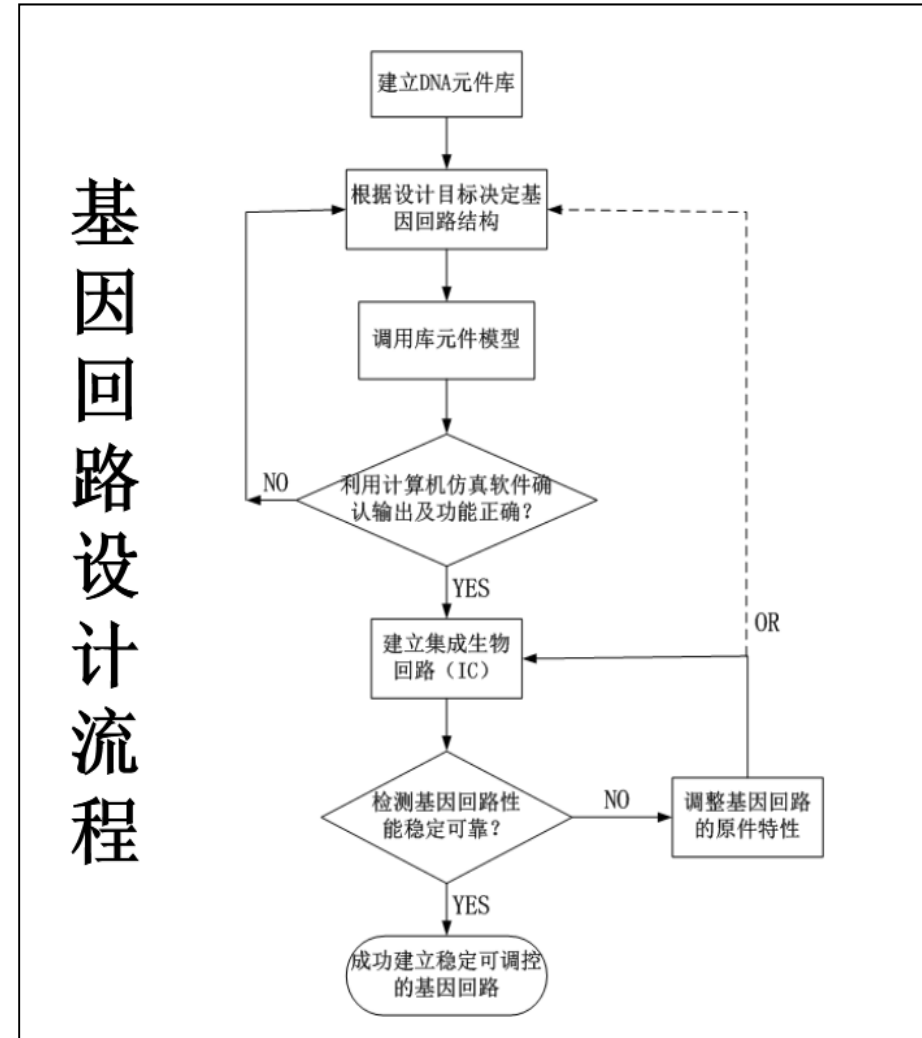 基因回路设计流程
建立DNA元件库
根据设计目标决定基
因回路结构
调用库元件模型
利用计算机仿真软件确
认输出及功能正确？
NO
YES
建立集成生物
回路（IC）
OR
检测基因回路性
能稳定可靠？
NO
调整基因回路
的原件特性
YES
成功建立稳定可调控
的基因回路